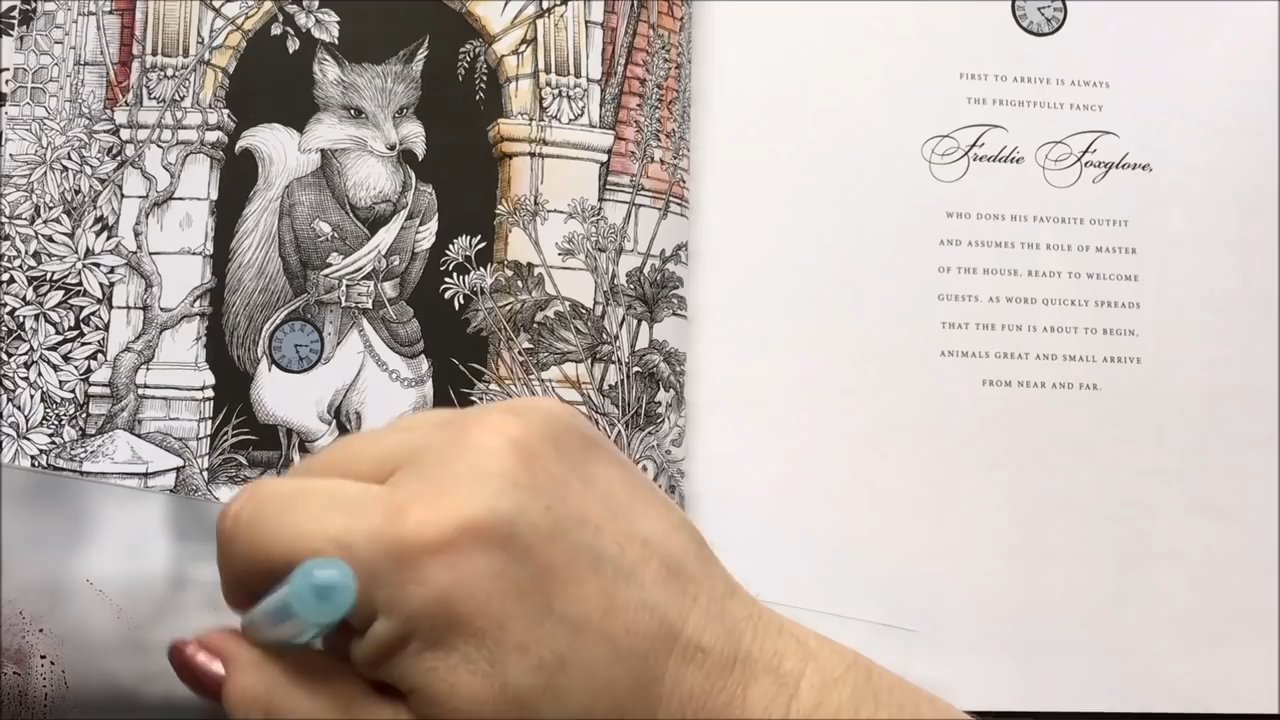 FIRST TO ARRIVE IS ALWAYS
THE FRIGHTFULLY FANCY
Freddie Foxglove,
WHO DONS HIS FAVORITE OUTFIT
AND ASSUMES THE ROLE OF MASTER
OF THE HOUSE, READY TO WELCOME
GUESTS. AS WORD QUICKLY SPREADS
THAT THE FUN IS ABOUT TO BEGIN,
ANIMALS GREAT AND SMALL ARRIVE
FROM NEAR AND FAR.